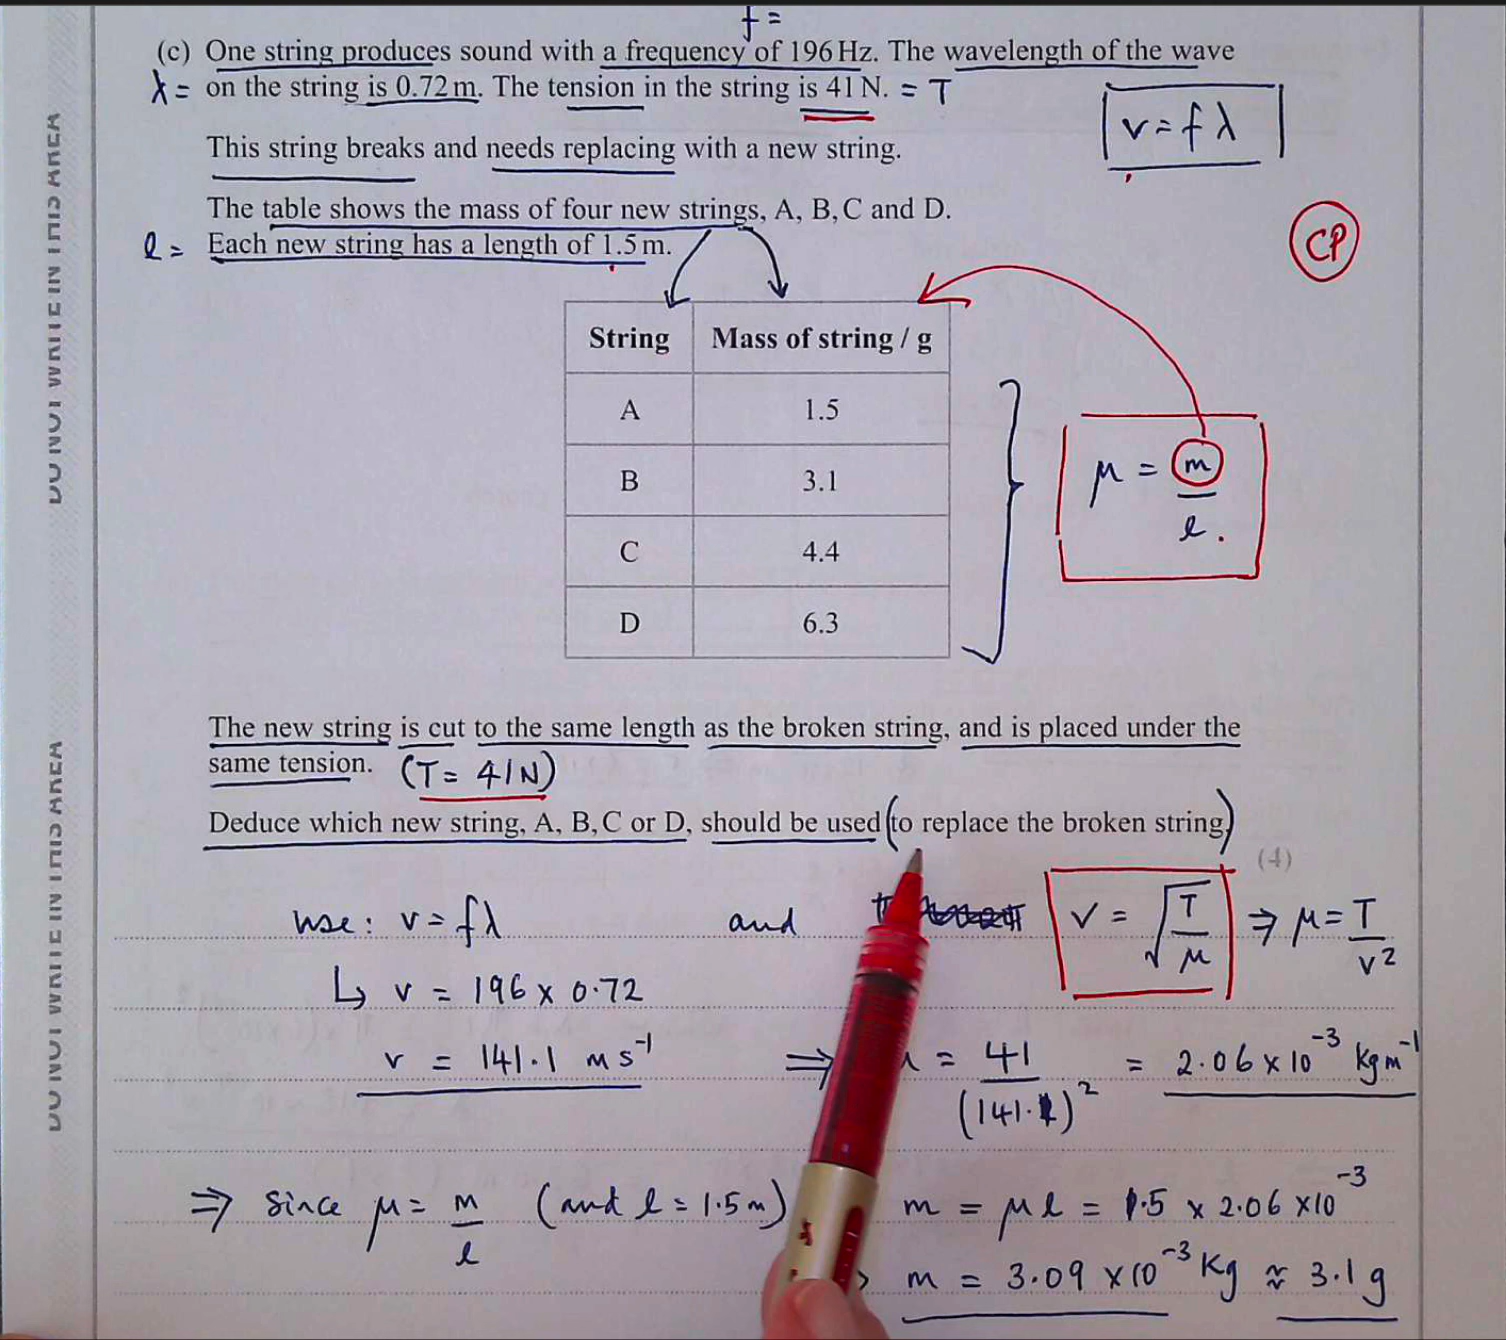 f =
(c) One string produces sound with a frequency of 196 Hz. The wavelength of the wave
λ = on the string is 0.72 m. The tension in the string is 41 N. = T
v = fλ
This string breaks and needs replacing with a new string.
The table shows the mass of four new strings, A, B, C and D.
l = Each new string has a length of 1.5 m.
CP
String Mass of string / g
A 1.5
B 3.1
C 4.4
D 6.3
μ = m / l.
The new string is cut to the same length as the broken string, and is placed under the
same tension. (T = 41N)
Deduce which new string, A, B, C or D, should be used (to replace the broken string.)
(4)
use: v = fλ and v = √(T/μ) ⇒ μ = T/v²
↳ v = 196 × 0.72
v = 141.1 ms⁻¹ ⇒ = 41/(141.1)² = 2.06 × 10⁻³ kgm⁻¹
⇒ since μ = m/l (and l = 1.5m) m = μl = 1.5 × 2.06 × 10⁻³
m = 3.09 × 10⁻³ kg ≈ 3.1 g
DO NOT WRITE IN THIS AREA
DO NOT WRITE IN THIS AREA